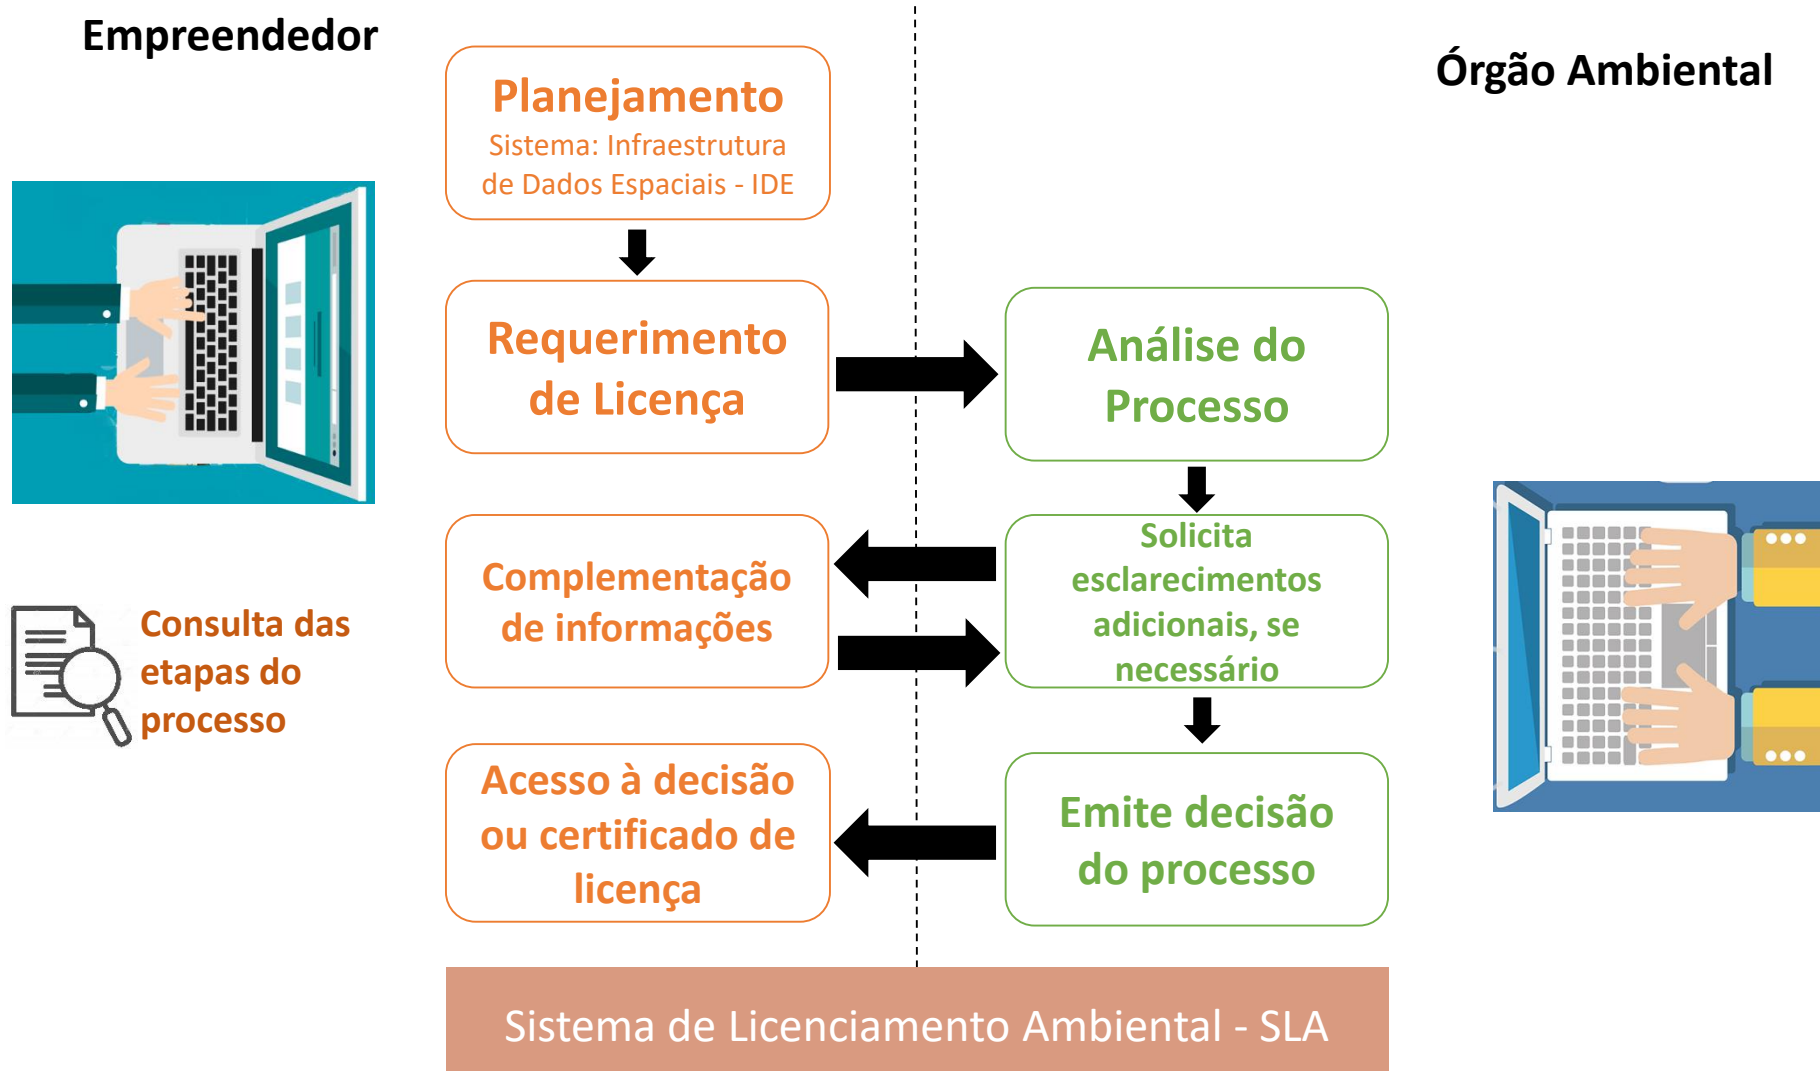 Empreendedor
Órgão Ambiental
Planejamento
Sistema: Infraestrutura
de Dados Espaciais - IDE
Requerimento
de Licença
Análise do
Processo
Complementação
de informações
Solicita
esclarecimentos
adicionais, se
necessário
Consulta das
etapas do
processo
Acesso à decisão
ou certificado de
licença
Emite decisão
do processo
Sistema de Licenciamento Ambiental - SLA